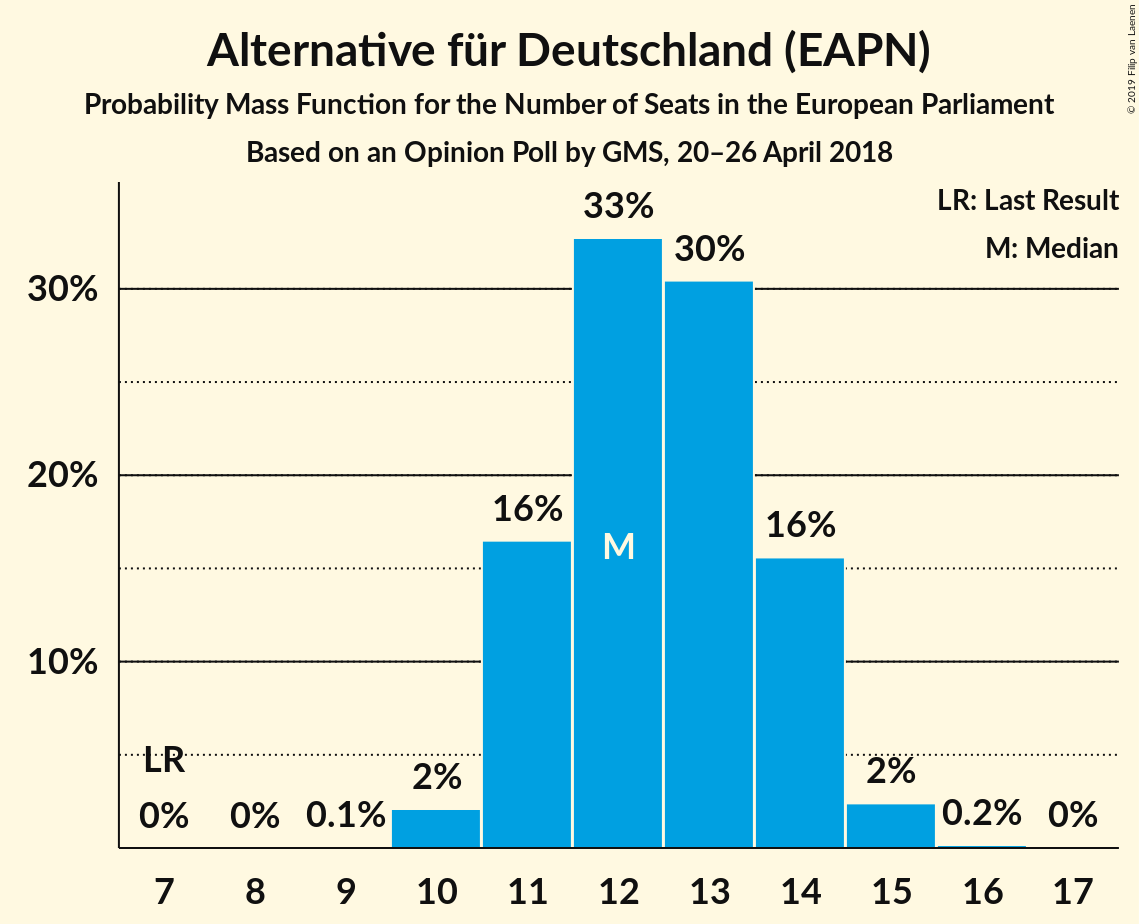 Alternative für Deutschland (EAPN)
Probability Mass Function for the Number of Seats in the European Parliament
Based on an Opinion Poll by GMS, 20–26 April 2018
© 2019 Filip van Laenen
LR: Last Result
M: Median
33%
30%
30%
20%
16%
16%
M
10%
LR
0%
0%
0.1%
2%
2%
0.2%
0%
7 8 9 10 11 12 13 14 15 16 17